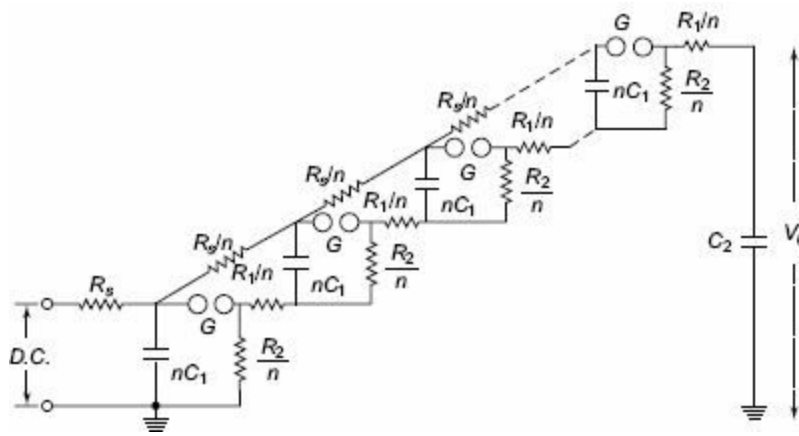 G
R₁/n
nC₁
R₂
n
Rₛ/n
R₁/n
G
nC₁
R₂
n
Rₛ/n
R₁/n
G
nC₁
R₂
n
Rₛ/n
R₁/n
Rₛ
G
D.C.
nC₁
R₂
n
C₂
V